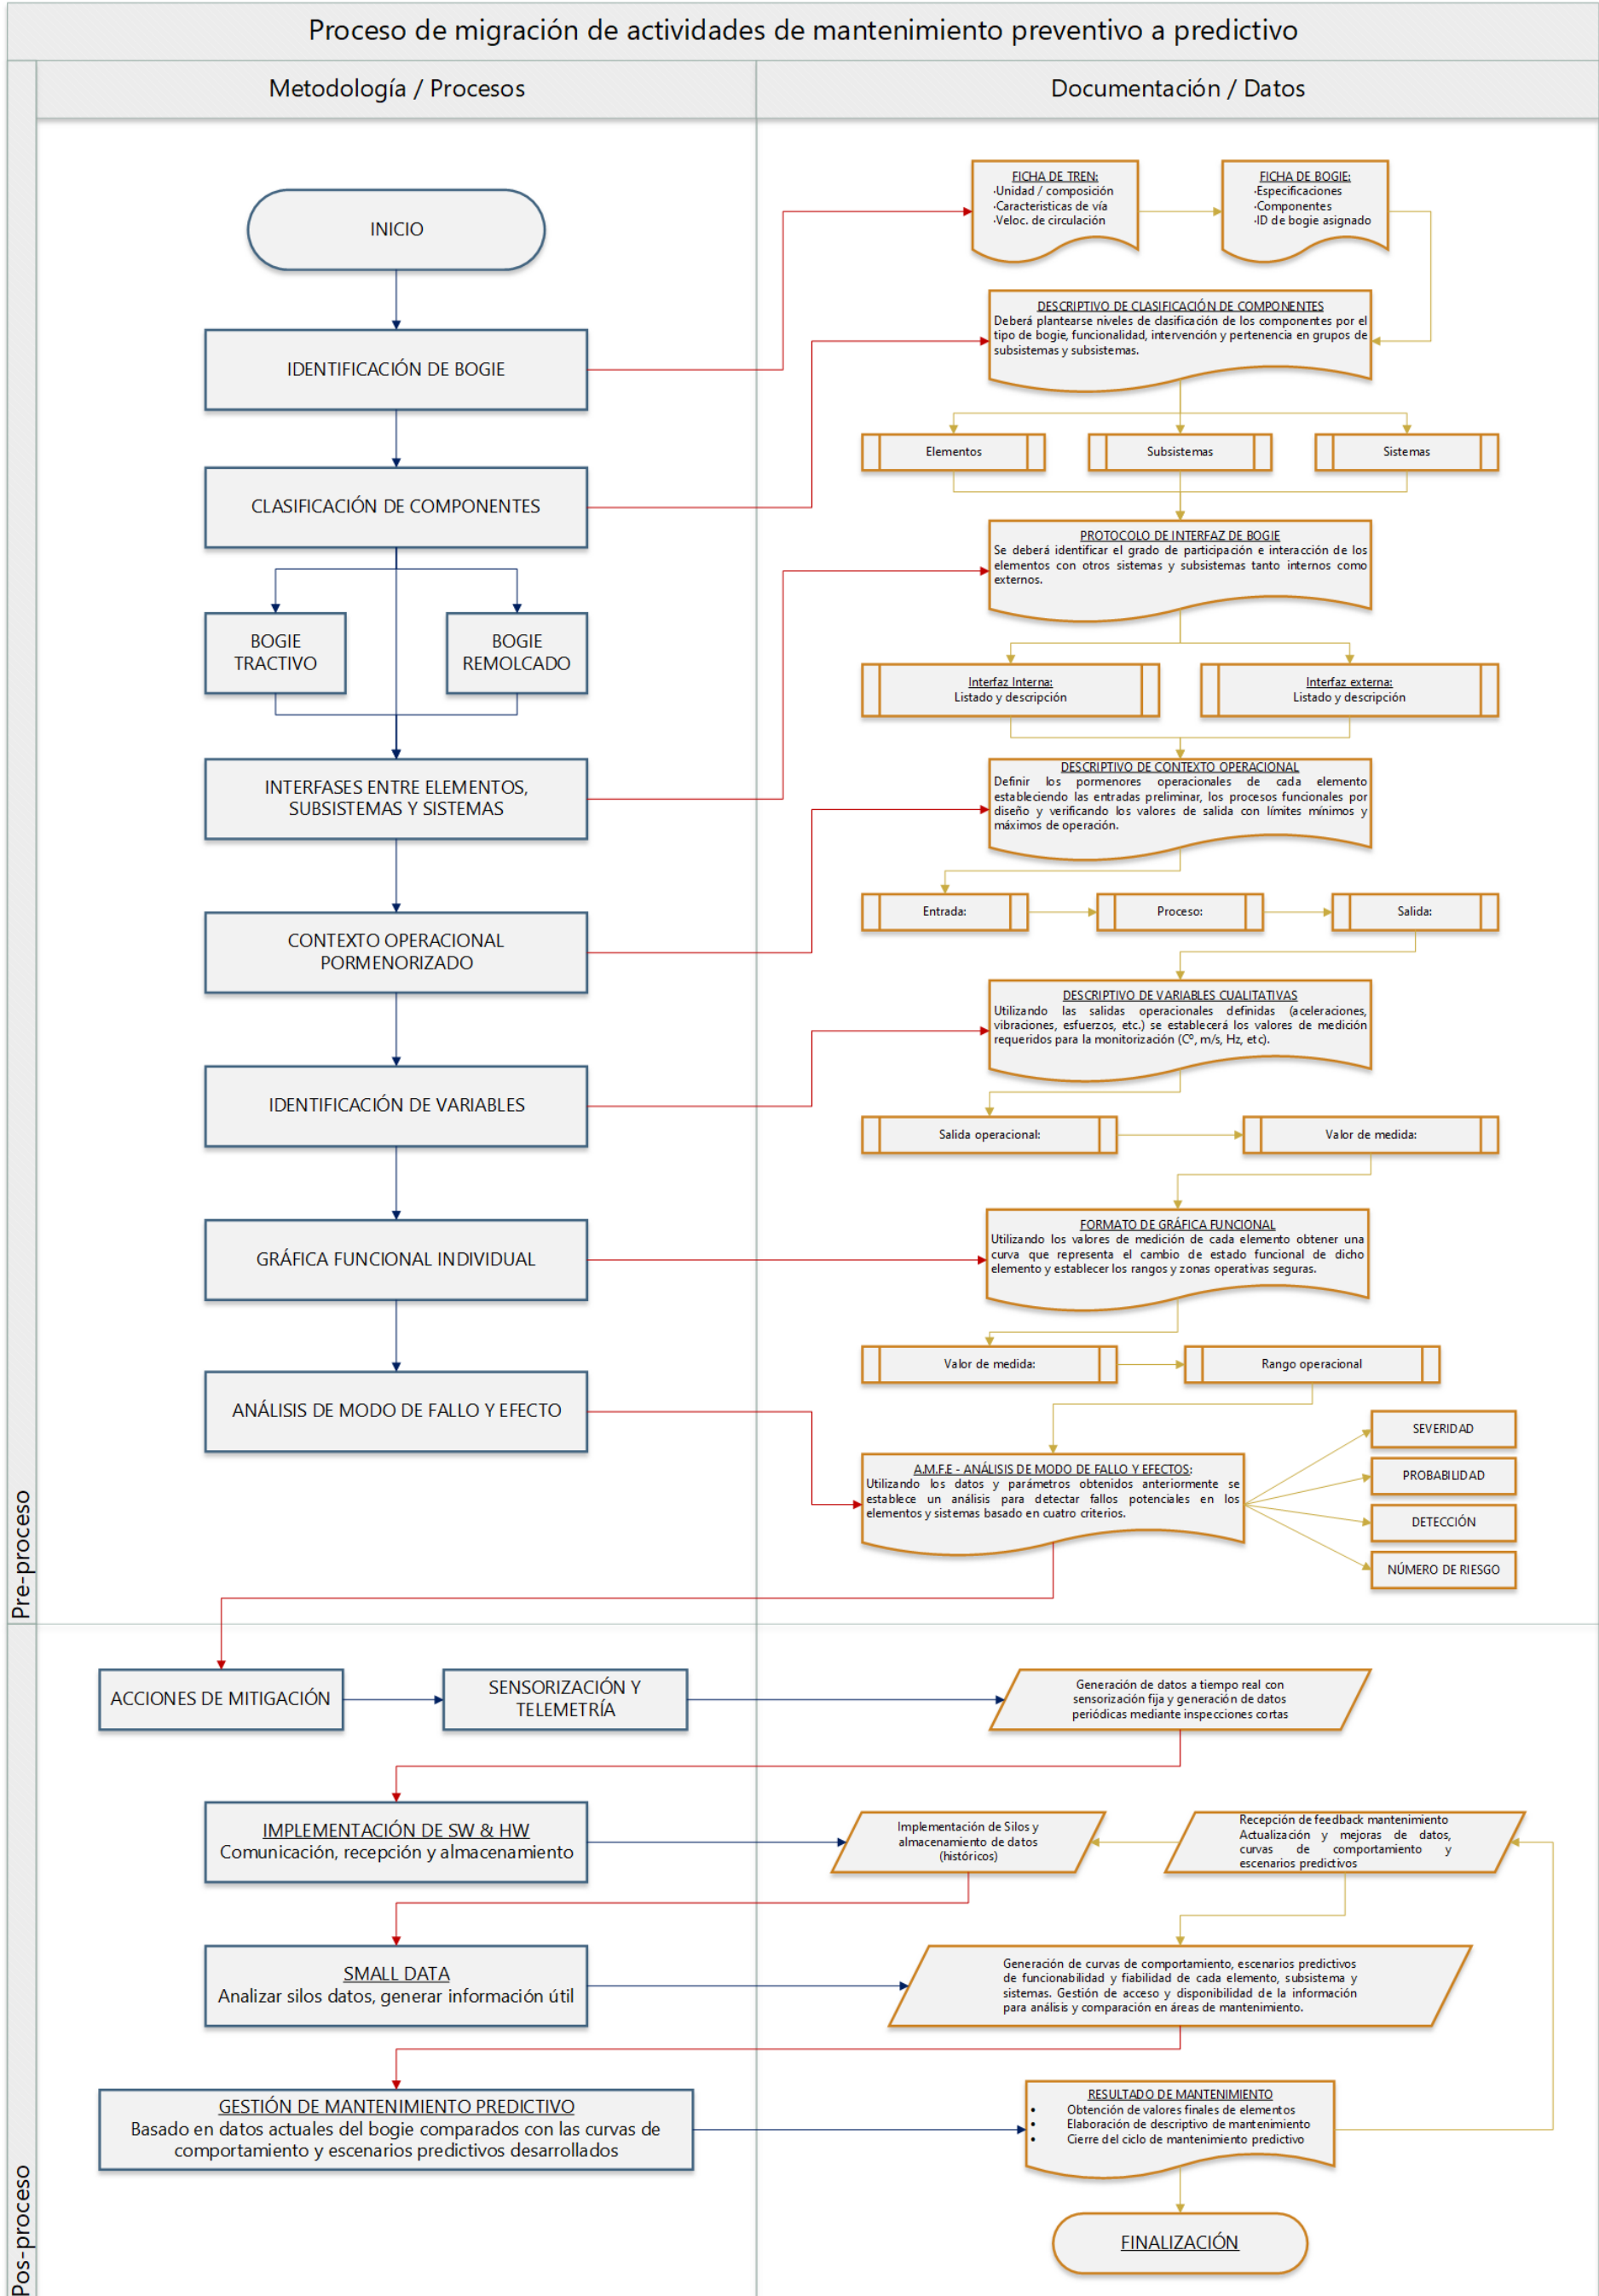 Proceso de migración de actividades de mantenimiento preventivo a predictivo
Metodología / Procesos
Documentación / Datos
Pre-proceso
INICIO
IDENTIFICACIÓN DE BOGIE
CLASIFICACIÓN DE COMPONENTES
BOGIE
TRACTIVO
BOGIE
REMOLCADO
INTERFASES ENTRE ELEMENTOS,
SUBSISTEMAS Y SISTEMAS
CONTEXTO OPERACIONAL
PORMENORIZADO
IDENTIFICACIÓN DE VARIABLES
GRÁFICA FUNCIONAL INDIVIDUAL
ANÁLISIS DE MODO DE FALLO Y EFECTO
FICHA DE TREN:
·Unidad / composición
·Caracteristicas de vía
·Veloc. de circulación
FICHA DE BOGIE:
·Especificaciones
·Componentes
·ID de bogie asignado
DESCRIPTIVO DE CLASIFICACIÓN DE COMPONENTES
Deberá plantearse niveles de clasificación de los componentes por el
tipo de bogie, funcionalidad, intervención y pertenencia en grupos de
subsistemas y subsistemas.
Elementos
Subsistemas
Sistemas
PROTOCOLO DE INTERFAZ DE BOGIE
Se deberá identificar el grado de participación e interacción de los
elementos con otros sistemas y subsistemas tanto internos como
externos.
Interfaz Interna:
Listado y descripción
Interfaz externa:
Listado y descripción
DESCRIPTIVO DE CONTEXTO OPERACIONAL
Definir los pormenores operacionales de cada elemento
estableciendo las entradas preliminar, los procesos funcionales por
diseño y verificando los valores de salida con límites mínimos y
máximos de operación.
Entrada:
Proceso:
Salida:
DESCRIPTIVO DE VARIABLES CUALITATIVAS
Utilizando las salidas operacionales definidas (aceleraciones,
vibraciones, esfuerzos, etc.) se establecerá los valores de medición
requeridos para la monitorización (Cº, m/s, Hz, etc).
Salida operacional:
Valor de medida:
FORMATO DE GRÁFICA FUNCIONAL
Utilizando los valores de medición de cada elemento obtener una
curva que representa el cambio de estado funcional de dicho
elemento y establecer los rangos y zonas operativas seguras.
Valor de medida:
Rango operacional
A.M.F.E - ANÁLISIS DE MODO DE FALLO Y EFECTOS:
Utilizando los datos y parámetros obtenidos anteriormente se
establece un análisis para detectar fallos potenciales en los
elementos y sistemas basado en cuatro criterios.
SEVERIDAD
PROBABILIDAD
DETECCIÓN
NÚMERO DE RIESGO
Pos-proceso
ACCIONES DE MITIGACIÓN
SENSORIZACIÓN Y
TELEMETRÍA
Generación de datos a tiempo real con
sensorización fija y generación de datos
periódicas mediante inspecciones cortas
IMPLEMENTACIÓN DE SW & HW
Comunicación, recepción y almacenamiento
Implementación de Silos y
almacenamiento de datos
(históricos)
Recepción de feedback mantenimiento
Actualización y mejoras de datos,
curvas de comportamiento y
escenarios predictivos
SMALL DATA
Analizar silos datos, generar información útil
Generación de curvas de comportamiento, escenarios predictivos
de funcionabilidad y fiabilidad de cada elemento, subsistema y
sistemas. Gestión de acceso y disponibilidad de la información
para análisis y comparación en áreas de mantenimiento.
GESTIÓN DE MANTENIMIENTO PREDICTIVO
Basado en datos actuales del bogie comparados con las curvas de
comportamiento y escenarios predictivos desarrollados
RESULTADO DE MANTENIMIENTO
• Obtención de valores finales de elementos
• Elaboración de descriptivo de mantenimiento
• Cierre del ciclo de mantenimiento predictivo
FINALIZACIÓN